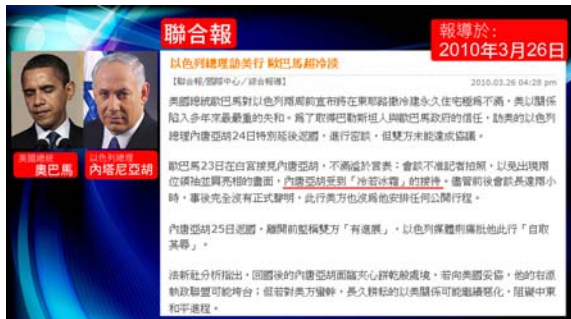 聯合報
報導於:
2010年3月26日
以色列總理訪美行 歐巴馬超冷淡
【聯合報/國際中心/綜合報導】
2010.03.26 04:28 pm
美國總統歐巴馬對以色列兩周前宣布將在東耶路撒冷建永久住宅極為不滿,美以關係
陷入多年來最嚴重的失和。為了取得巴勒斯坦人與歐巴馬政府的信任,訪美的以色列
總理內唐亞胡24日特別延後返國,進行密談,但雙方未能達成協議。
美國總統
奧巴馬
以色列總理
內塔尼亞胡
歐巴馬23日在白宮接見內唐亞胡,不滿溢於言表:會談不准記者拍照,以免出現兩
位領袖並肩亮相的畫面,內唐亞胡受到「冷若冰霜」的接待。儘管前後會談長達兩小
時,事後完全沒有正式聲明,此行美方也沒為他安排任何公開行程。
內唐亞胡25日返國,離開前堅稱雙方「有進展」,以色列媒體則痛批他此行「自取
其辱」。
法新社分析指出,回國後的內唐亞胡面臨夾心餅乾般處境,若向美國妥協,他的右派
執政聯盟可能垮台;但若對美方蠻幹,長久耕耘的以美關係可能繼續惡化,阻礙中東
和平進程。